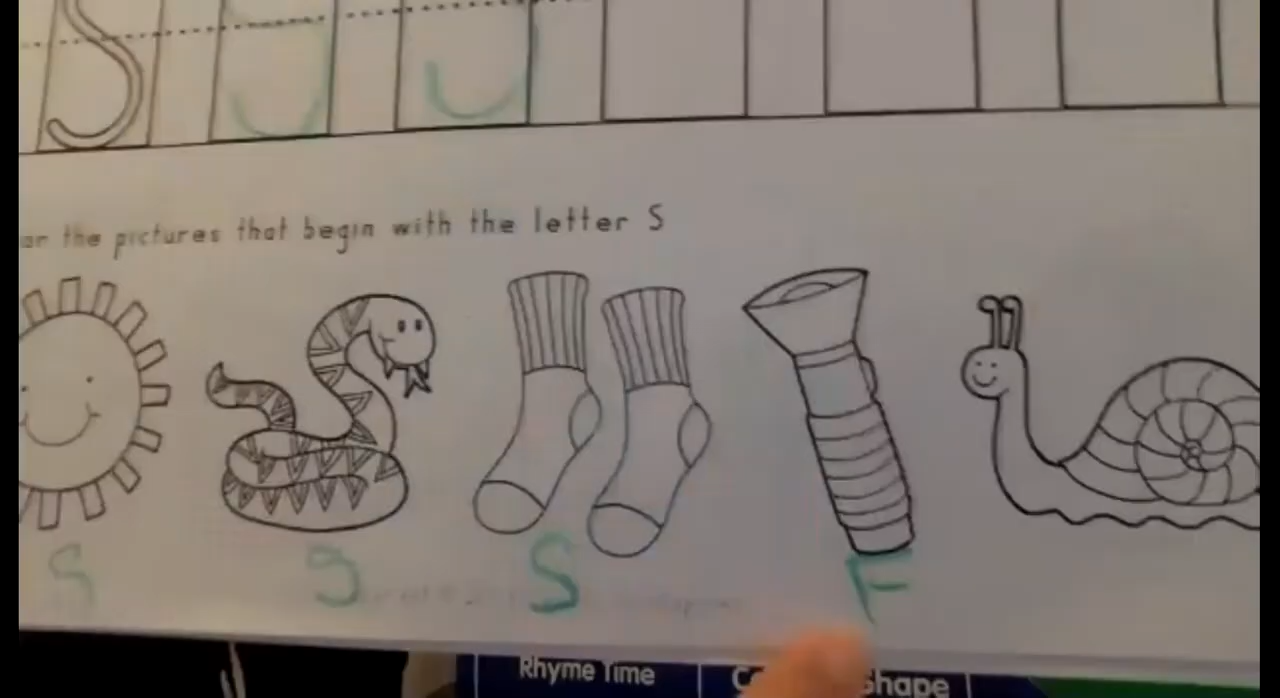 S
the pictures that begin with the letter S
S S S F
Rhyme Time
shape